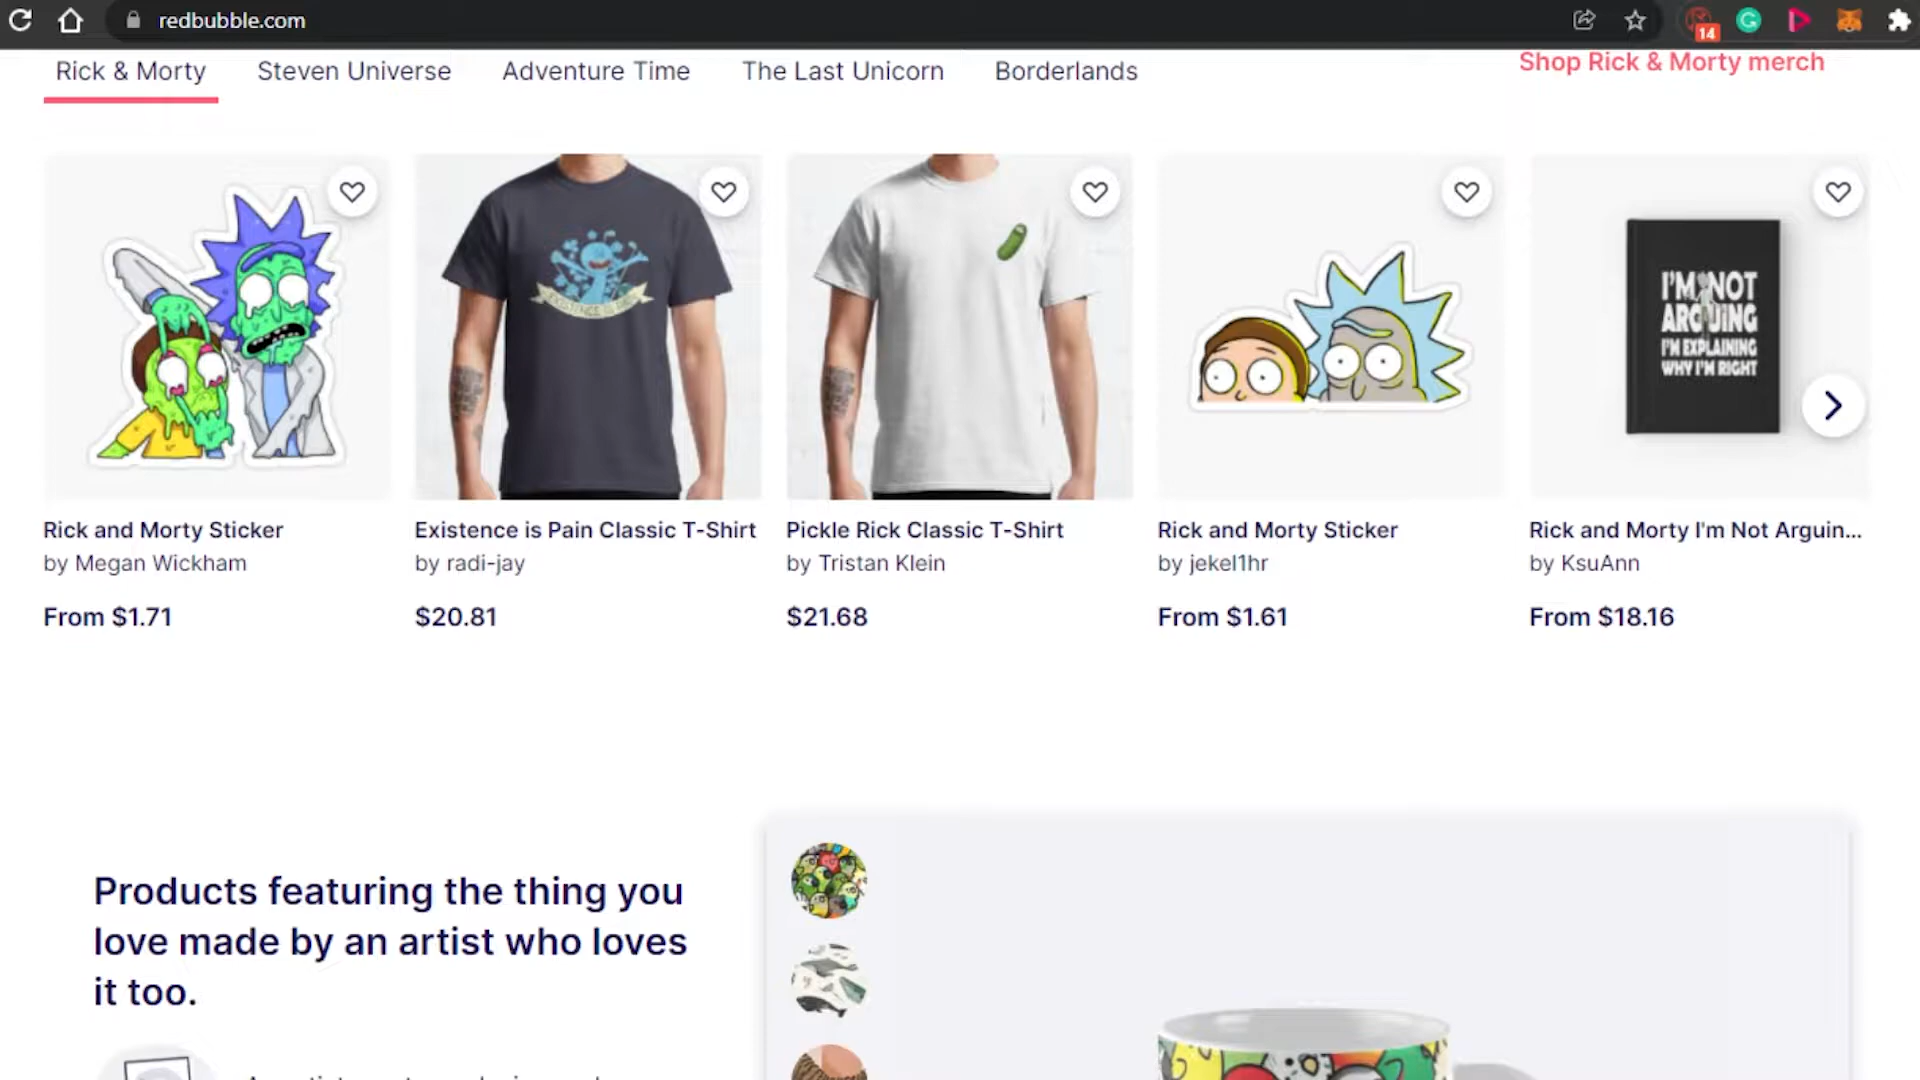 redbubble.com
14
Rick & Morty
Steven Universe
Adventure Time
The Last Unicorn
Borderlands
Shop Rick & Morty merch
EXISTENCE IS
I'M NOT
ARGUING
I'M EXPLAINING
WHY I'M RIGHT
Rick and Morty Sticker
by Megan Wickham
From $1.71
Existence is Pain Classic T-Shirt
by radi-jay
$20.81
Pickle Rick Classic T-Shirt
by Tristan Klein
$21.68
Rick and Morty Sticker
by jekel1hr
From $1.61
Rick and Morty I'm Not Arguin...
by KsuAnn
From $18.16
Products featuring the thing you
love made by an artist who loves
it too.